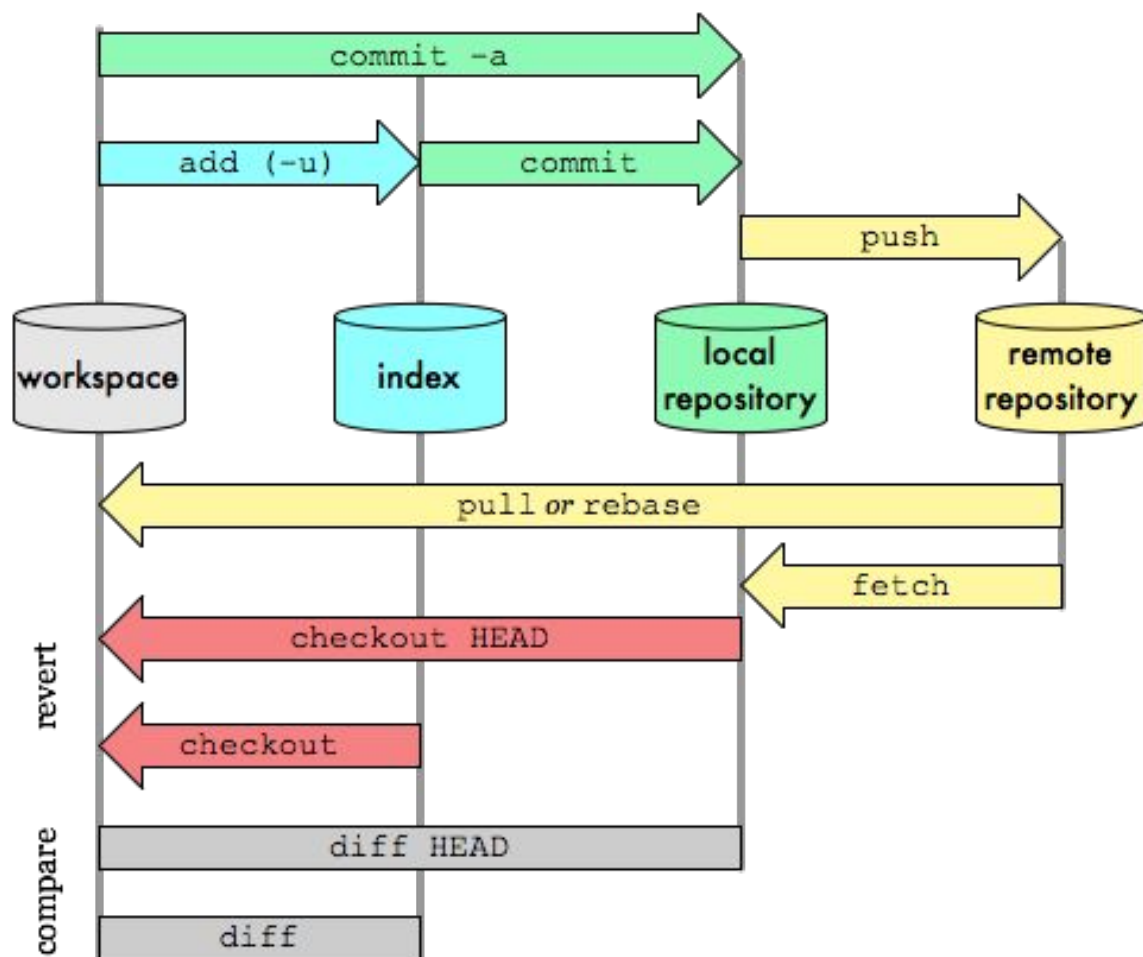 commit -a
add (-u)
commit
push
workspace
index
local
repository
remote
repository
pull or rebase
fetch
checkout HEAD
revert
checkout
diff HEAD
compare
diff